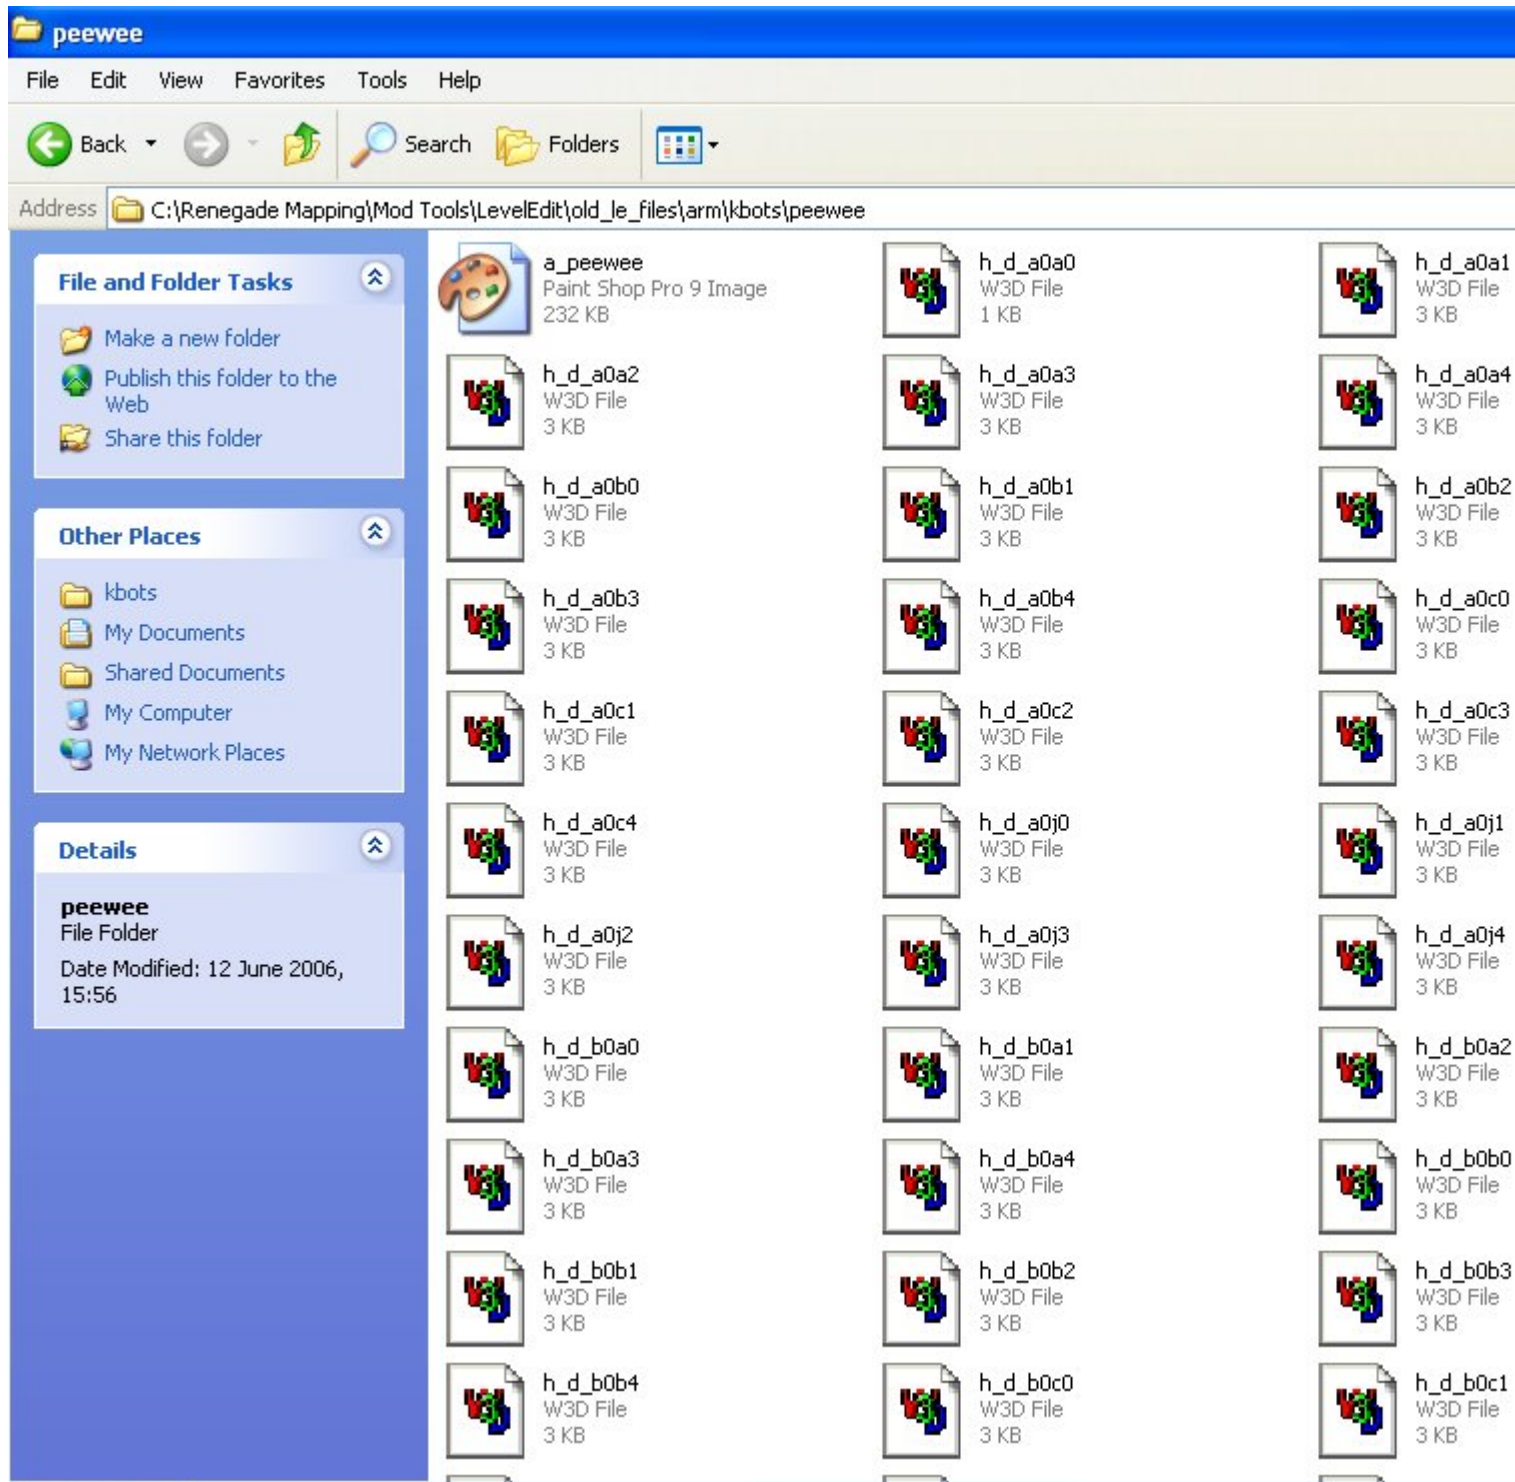 peewee
File Edit View Favorites Tools Help
Back Search Folders
Address C:\Renegade Mapping\Mod Tools\LevelEdit\old_le_files\arm\kbots\peewee
File and Folder Tasks
Make a new folder
Publish this folder to the
Web
Share this folder
Other Places
kbots
My Documents
Shared Documents
My Computer
My Network Places
Details
peewee
File Folder
Date Modified: 12 June 2006,
15:56
a_peewee
Paint Shop Pro 9 Image
232 KB
h_d_a0a0
W3D File
1 KB
h_d_a0a1
W3D File
3 KB
h_d_a0a2
W3D File
3 KB
h_d_a0a3
W3D File
3 KB
h_d_a0a4
W3D File
3 KB
h_d_a0b0
W3D File
3 KB
h_d_a0b1
W3D File
3 KB
h_d_a0b2
W3D File
3 KB
h_d_a0b3
W3D File
3 KB
h_d_a0b4
W3D File
3 KB
h_d_a0c0
W3D File
3 KB
h_d_a0c1
W3D File
3 KB
h_d_a0c2
W3D File
3 KB
h_d_a0c3
W3D File
3 KB
h_d_a0c4
W3D File
3 KB
h_d_a0j0
W3D File
3 KB
h_d_a0j1
W3D File
3 KB
h_d_a0j2
W3D File
3 KB
h_d_a0j3
W3D File
3 KB
h_d_a0j4
W3D File
3 KB
h_d_b0a0
W3D File
3 KB
h_d_b0a1
W3D File
3 KB
h_d_b0a2
W3D File
3 KB
h_d_b0a3
W3D File
3 KB
h_d_b0a4
W3D File
3 KB
h_d_b0b0
W3D File
3 KB
h_d_b0b1
W3D File
3 KB
h_d_b0b2
W3D File
3 KB
h_d_b0b3
W3D File
3 KB
h_d_b0b4
W3D File
3 KB
h_d_b0c0
W3D File
3 KB
h_d_b0c1
W3D File
3 KB